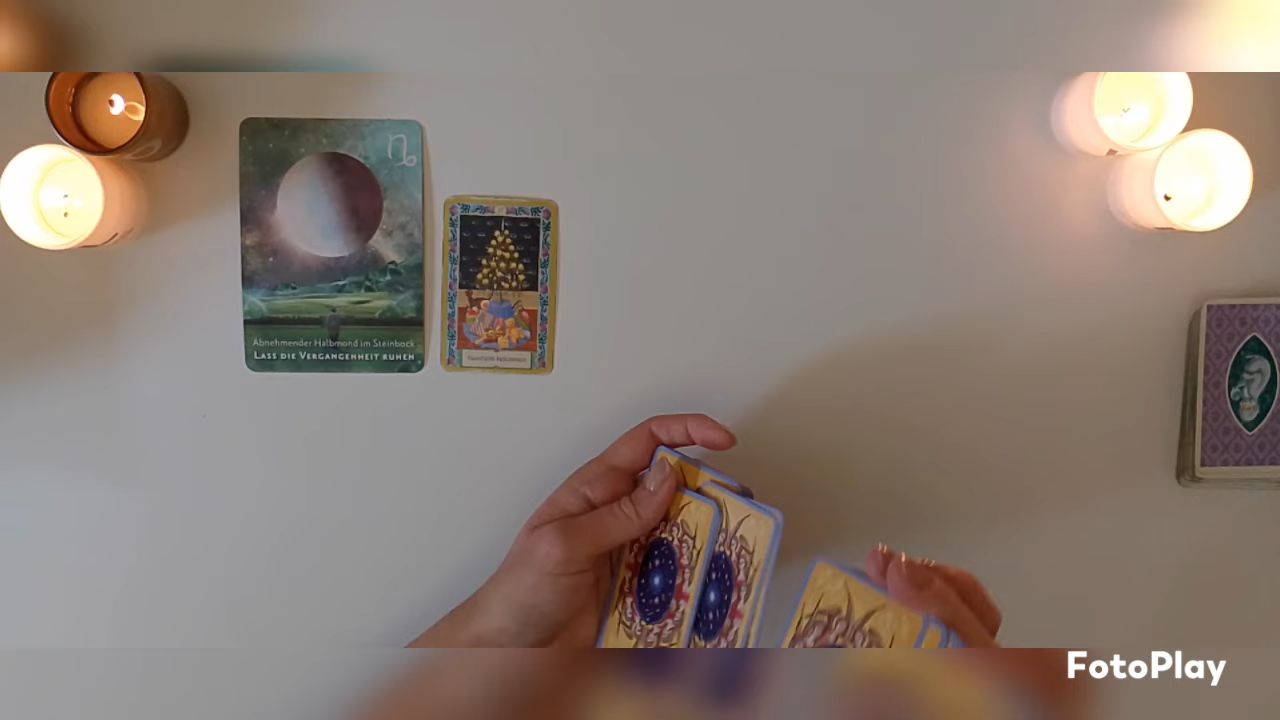 Abnehmender Halbmond im Steinbock
LASS DIE VERGANGENHEIT RUHEN
FotoPlay